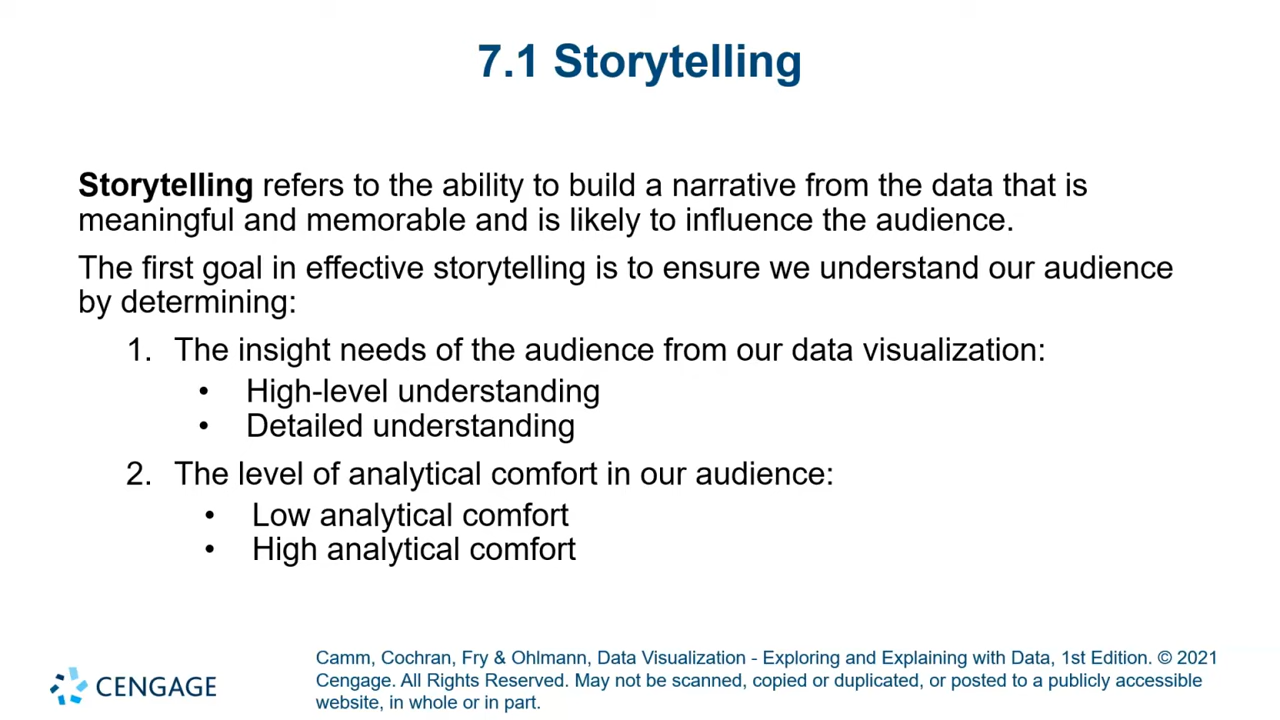 7.1 Storytelling
Storytelling refers to the ability to build a narrative from the data that is
meaningful and memorable and is likely to influence the audience.
The first goal in effective storytelling is to ensure we understand our audience
by determining:
1. The insight needs of the audience from our data visualization:
• High-level understanding
• Detailed understanding
2. The level of analytical comfort in our audience:
• Low analytical comfort
• High analytical comfort
CENGAGE
Camm, Cochran, Fry & Ohlmann, Data Visualization - Exploring and Explaining with Data, 1st Edition. © 2021
Cengage. All Rights Reserved. May not be scanned, copied or duplicated, or posted to a publicly accessible
website, in whole or in part.